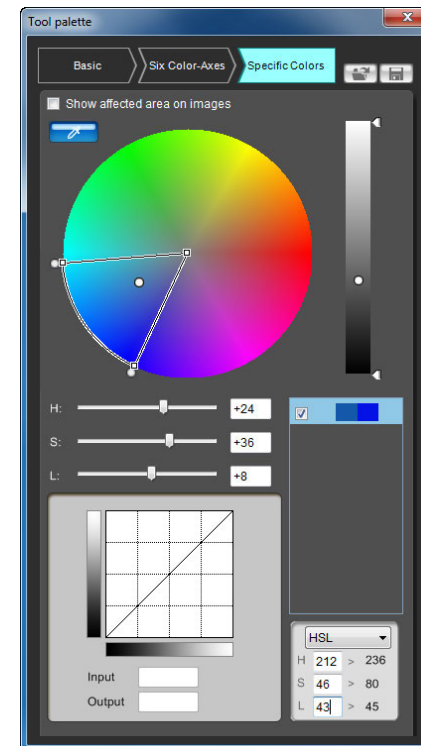 Tool palette
Basic Six Color-Axes Specific Colors
Show affected area on images
H: +24
S: +36
L: +8
Input
Output
HSL
H 212 > 236
S 46 > 80
L 43 > 45